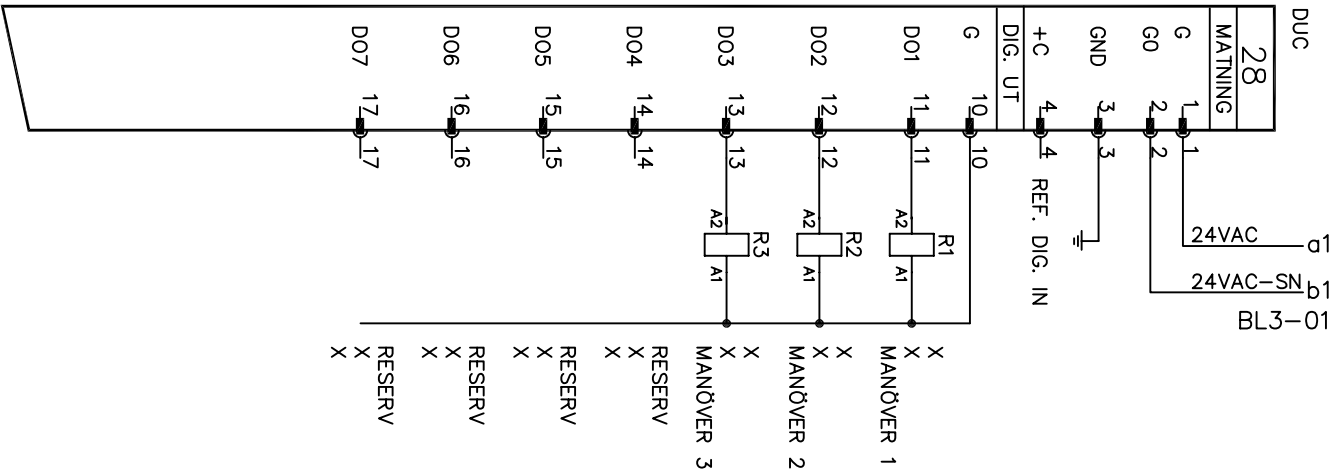 DUC
28
MATNING
G
1
1
G0
2
2
GND
3
3
+C
4
4
REF. DIG. IN
24VAC
a1
24VAC-SN
b1
BL3-01
DIG. UT
G
10
10
DO1
11
11
A2
R1
A1
X
X
MANÖVER 1
DO2
12
12
A2
R2
A1
X
X
MANÖVER 2
DO3
13
13
A2
R3
A1
X
X
MANÖVER 3
DO4
14
14
RESERV
X
X
DO5
15
15
RESERV
X
X
DO6
16
16
RESERV
X
X
DO7
17
17
RESERV
X
X